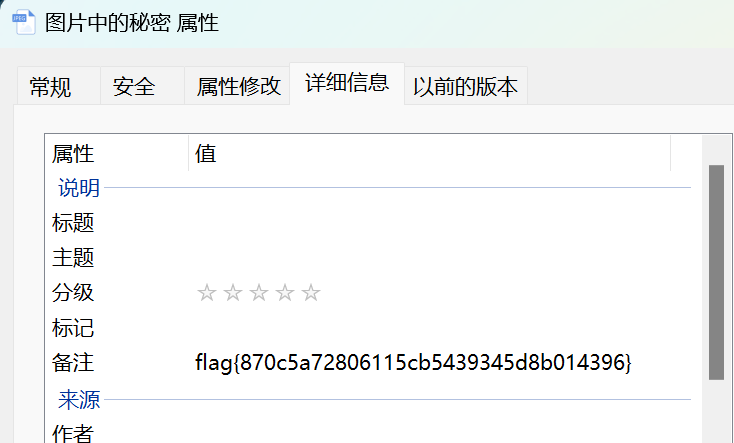 JPEG
图片中的秘密 属性
常规 安全 属性修改 详细信息 以前的版本
属性 值
说明
标题
主题
分级 ☆☆☆☆☆
标记
备注 flag{870c5a72806115cb5439345d8b014396}
来源
作者